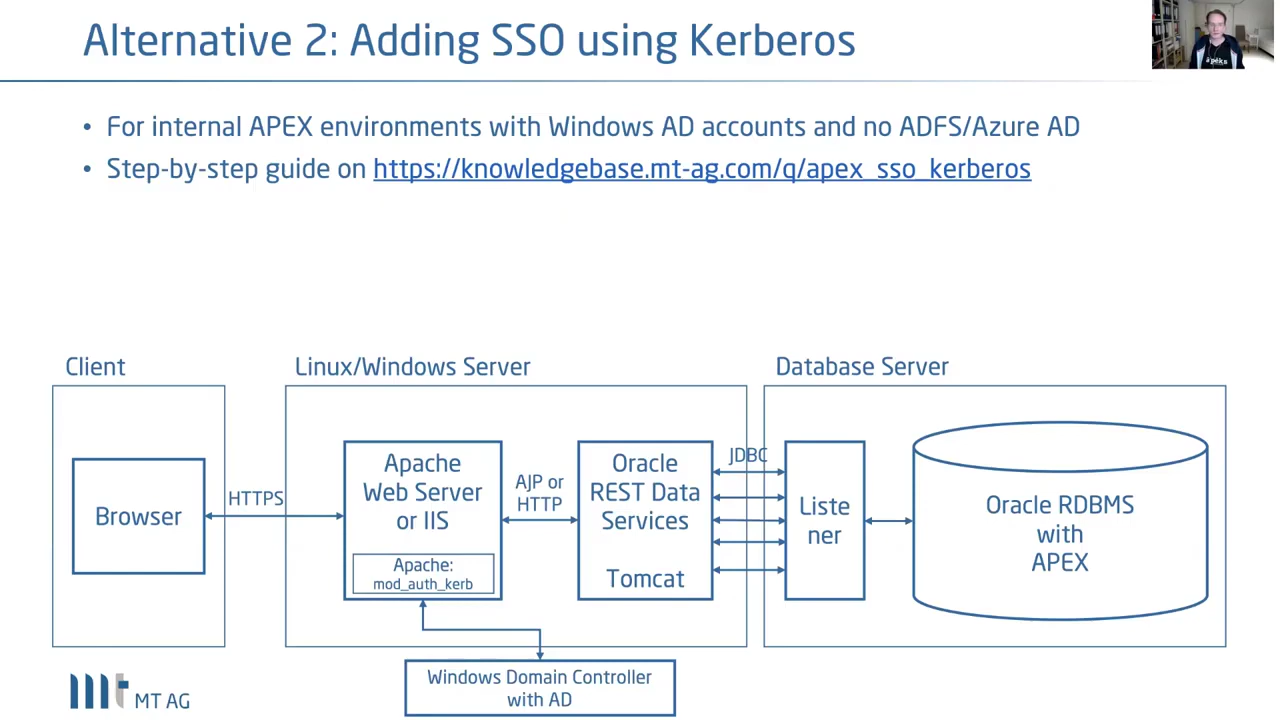 Alternative 2: Adding SSO using Kerberos
• For internal APEX environments with Windows AD accounts and no ADFS/Azure AD
• Step-by-step guide on https://knowledgebase.mt-ag.com/q/apex_sso_kerberos
Client
Linux/Windows Server
Database Server
Browser
HTTPS
Apache
Web Server
or IIS
Apache:
mod_auth_kerb
AJP or
HTTP
Oracle
REST Data
Services
Tomcat
JDBC
Liste
ner
Oracle RDBMS
with
APEX
Windows Domain Controller
with AD
mt MT AG